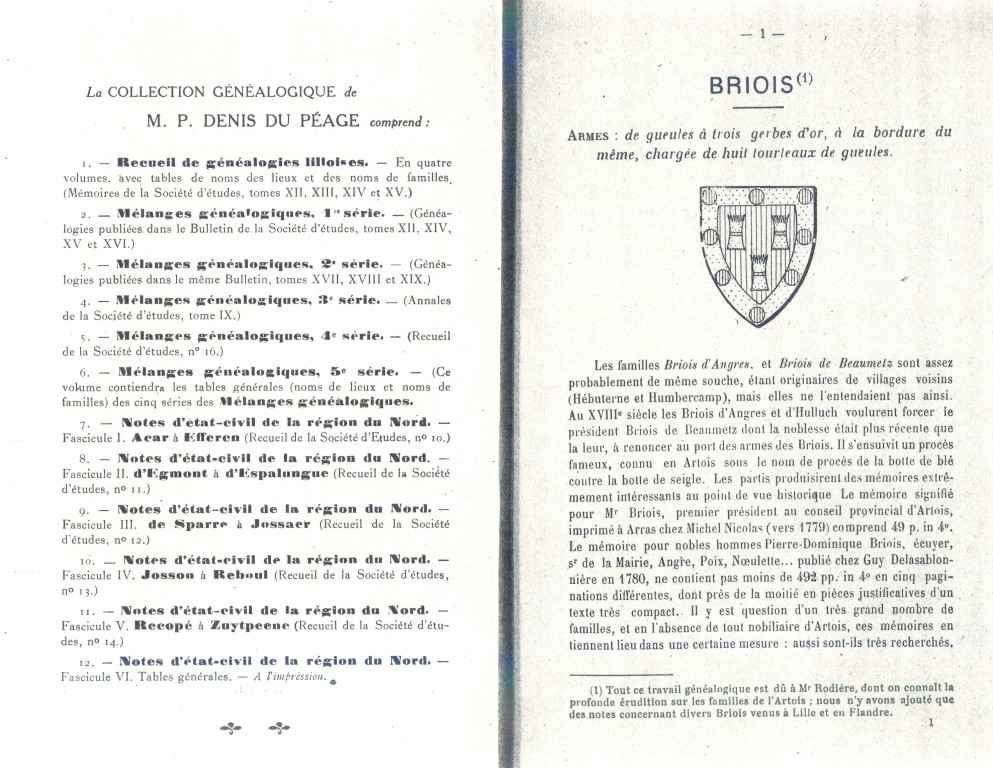 La COLLECTION GÉNÉALOGIQUE de
M. P. DENIS DU PÉAGE comprend :
1. — Recueil de généalogies lilloises. — En quatre
volumes, avec tables de noms des lieux et des noms de familles.
(Mémoires de la Société d'études, tomes XII, XIII, XIV et XV.)
2. — Mélanges généalogiques, 1re série. — (Généa-
logies publiées dans le Bulletin de la Société d'études, tomes XII, XIV,
XV et XVI.)
3. — Mélanges généalogiques, 2e série. — (Généa-
logies publiées dans le même Bulletin, tomes XVII, XVIII et XIX.)
4. — Mélanges généalogiques, 3e série. — (Annales
de la Société d'études, tome IX.)
5. — Mélanges généalogiques, 4e série. — (Recueil
de la Société d'études, nº 16.)
6. — Mélanges généalogiques, 5e série. — (Ce
volume contiendra les tables générales (noms de lieux et noms de
familles) des cinq séries des Mélanges généalogiques.
7. — Notes d'état-civil de la région du Nord. —
Fascicule I. Acar à Efferen (Recueil de la Société d'Etudes, nº 10.)
8. — Notes d'état-civil de la région du Nord. —
Fascicule II. d'Egmont à d'Espalungue (Recueil de la Société
d'études, nº 11.)
9. — Notes d'état-civil de la région du Nord. —
Fascicule III. de Sparre à Jossaer (Recueil de la Société
d'études, nº 12.)
10. — Notes d'état-civil de la région du Nord. —
Fascicule IV. Josson à Reboul (Recueil de la Société d'études,
nº 13.)
11. — Notes d'état-civil de la région du Nord. —
Fascicule V. Recopé à Zuytpeene (Recueil de la Société d'étu-
des, nº 14.)
12. — Notes d'état-civil de la région du Nord. —
Fascicule VI. Tables générales. — A l'impression.
— 1 —
BRIOIS (1)
ARMES : de gueules à trois gerbes d'or, à la bordure du
même, chargée de huit tourteaux de gueules.
Les familles Briois d'Angres, et Briois de Beaumetz sont assez
probablement de même souche, étant originaires de villages voisins
(Hébuterne et Humbercamp), mais elles ne l'entendaient pas ainsi.
Au XVIIIe siècle les Briois d'Angres et d'Hulluch voulurent forcer le
président Briois de Beaumetz dont la noblesse était plus récente que
la leur, à renoncer au port des armes des Briois. Il s'ensuivit un procès
fameux, connu en Artois sous le nom de procès de la botte de blé
contre la botte de seigle. Les partis produisirent des mémoires extrê-
mement intéressants au point de vue historique Le mémoire signifié
pour Mr Briois, premier président au conseil provincial d'Artois,
imprimé à Arras chez Michel Nicolas (vers 1779) comprend 49 p. in 4º.
Le mémoire pour nobles hommes Pierre-Dominique Briois, écuyer,
sr de la Mairie, Angre, Poix, Nœulette... publié chez Guy Delasablon-
nière en 1780, ne contient pas moins de 492 pp. in 4º en cinq pagi-
nations différentes, dont près de la moitié en pièces justificatives d'un
texte très compact. Il y est question d'un très grand nombre de
familles, et en l'absence de tout nobiliaire d'Artois, ces mémoires en
tiennent lieu dans une certaine mesure : aussi sont-ils très recherchés.
(1) Tout ce travail généalogique est dû à Mr Rodière, dont on connaît la
profonde érudition sur les familles de l'Artois ; nous n'y avons ajouté que
des notes concernant divers Briois venus à Lille et en Flandre.
1